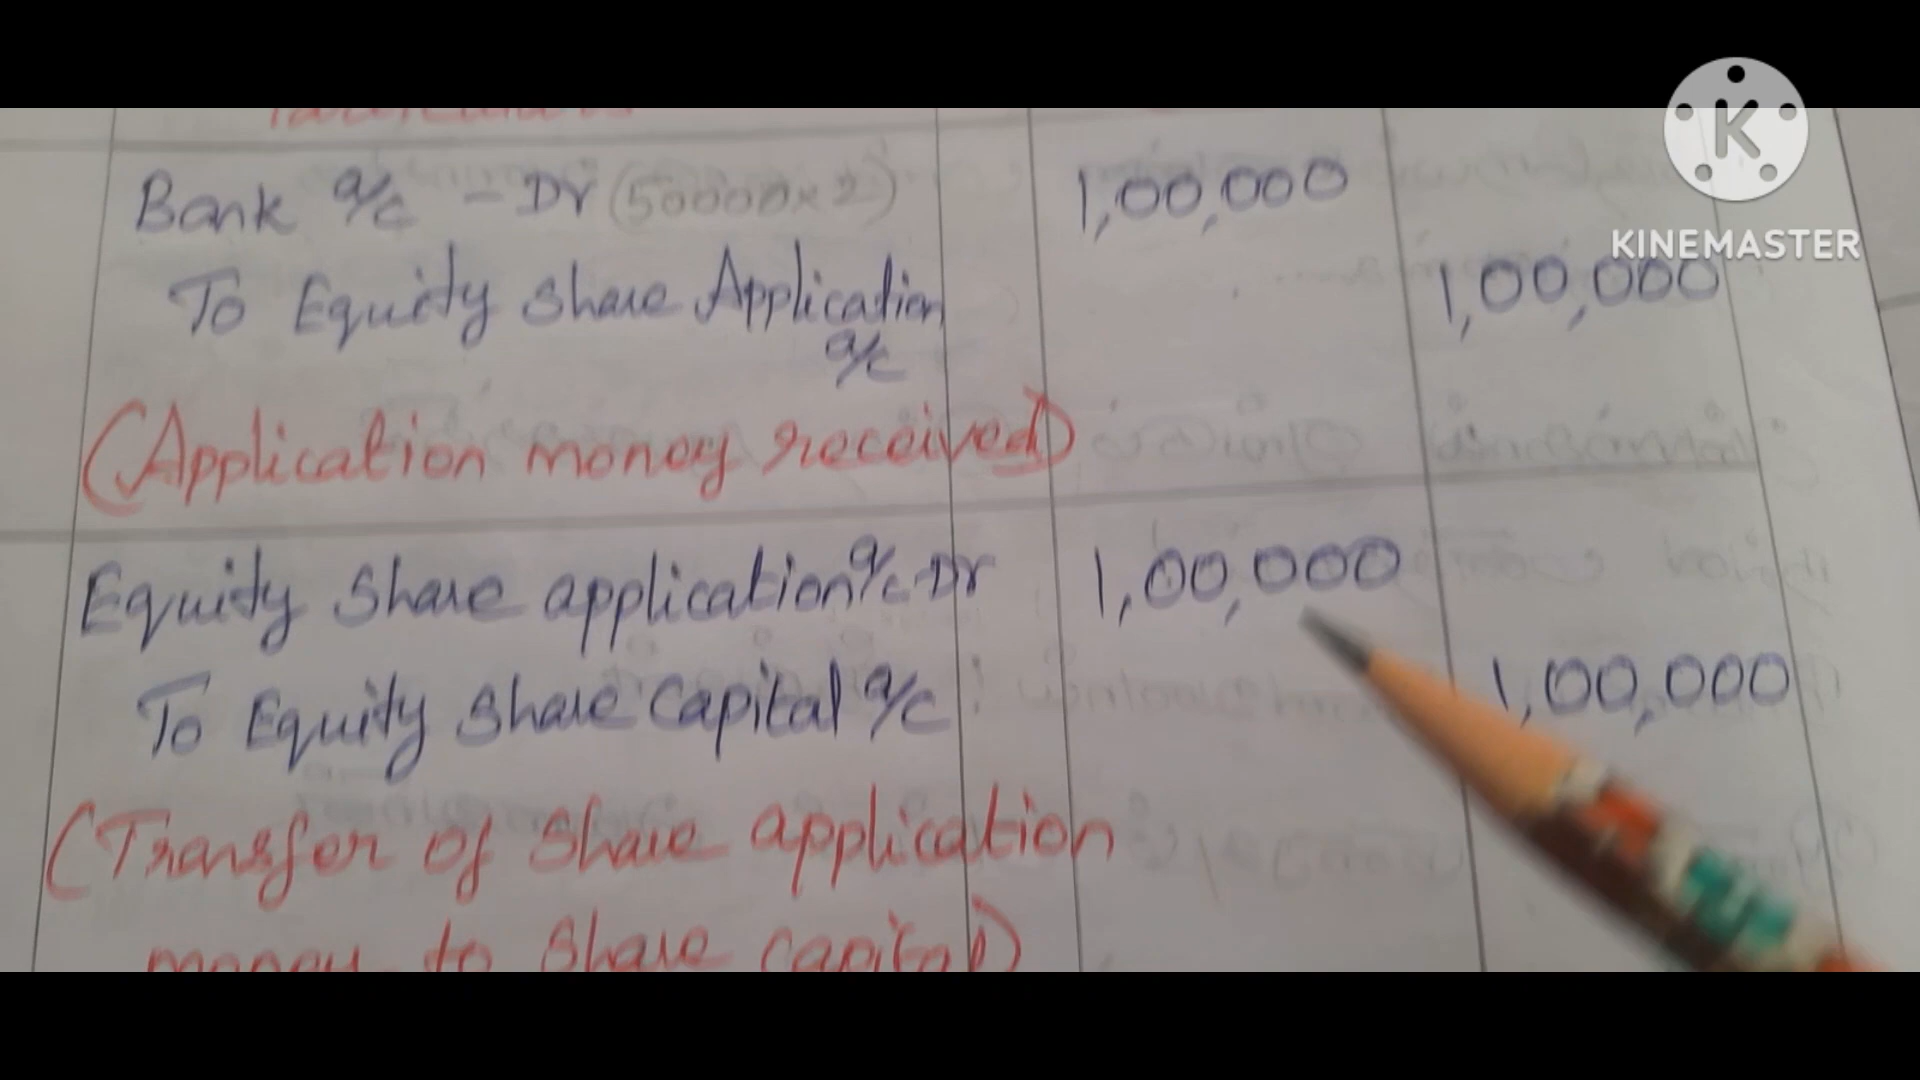 KINEMASTER
Bank a/c - Dr (50000 x 2) 1,00,000
To Equity Share Application 1,00,000
a/c
(Application money received)
Equity Share application a/c - Dr 1,00,000
To Equity Share Capital a/c 1,00,000
(Transfer of Share application
money to Share capital)